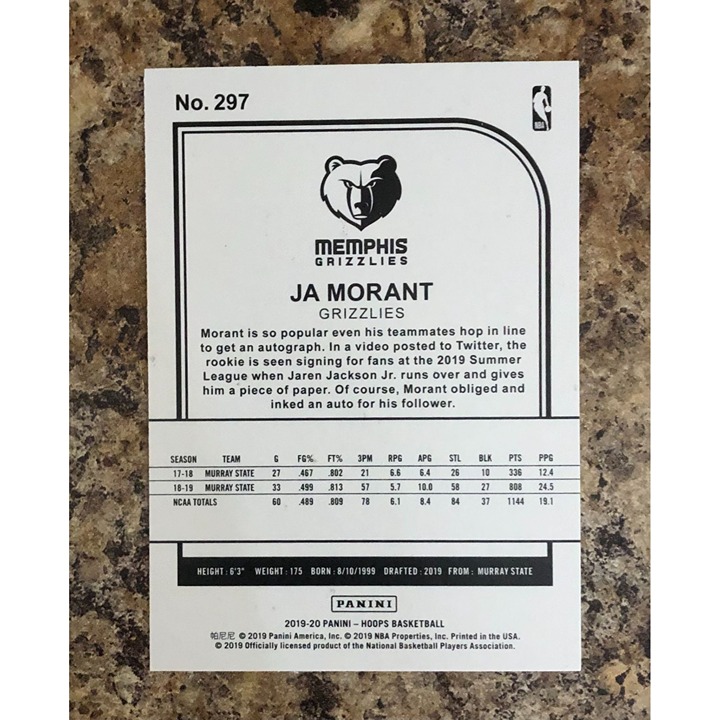 No. 297
NBA
MEMPHIS
GRIZZLIES
JA MORANT
GRIZZLIES
Morant is so popular even his teammates hop in line
to get an autograph. In a video posted to Twitter, the
rookie is seen signing for fans at the 2019 Summer
League when Jaren Jackson Jr. runs over and gives
him a piece of paper. Of course, Morant obliged and
inked an auto for his follower.
SEASON TEAM G FG% FT% 3PM RPG APG STL BLK PTS PPG
17-18 MURRAY STATE 27 .467 .802 21 6.6 6.4 26 10 336 12.4
18-19 MURRAY STATE 33 .499 .813 57 5.7 10.0 58 27 808 24.5
NCAA TOTALS 60 .489 .809 78 6.1 8.4 84 37 1144 19.1
HEIGHT: 6'3" WEIGHT: 175 BORN: 8/10/1999 DRAFTED: 2019 FROM: MURRAY STATE
PANINI
2019-20 PANINI – HOOPS BASKETBALL
帕尼尼 © 2019 Panini America, Inc. © 2019 NBA Properties, Inc. Printed in the USA.
© 2019 Officially licensed product of the National Basketball Players Association.